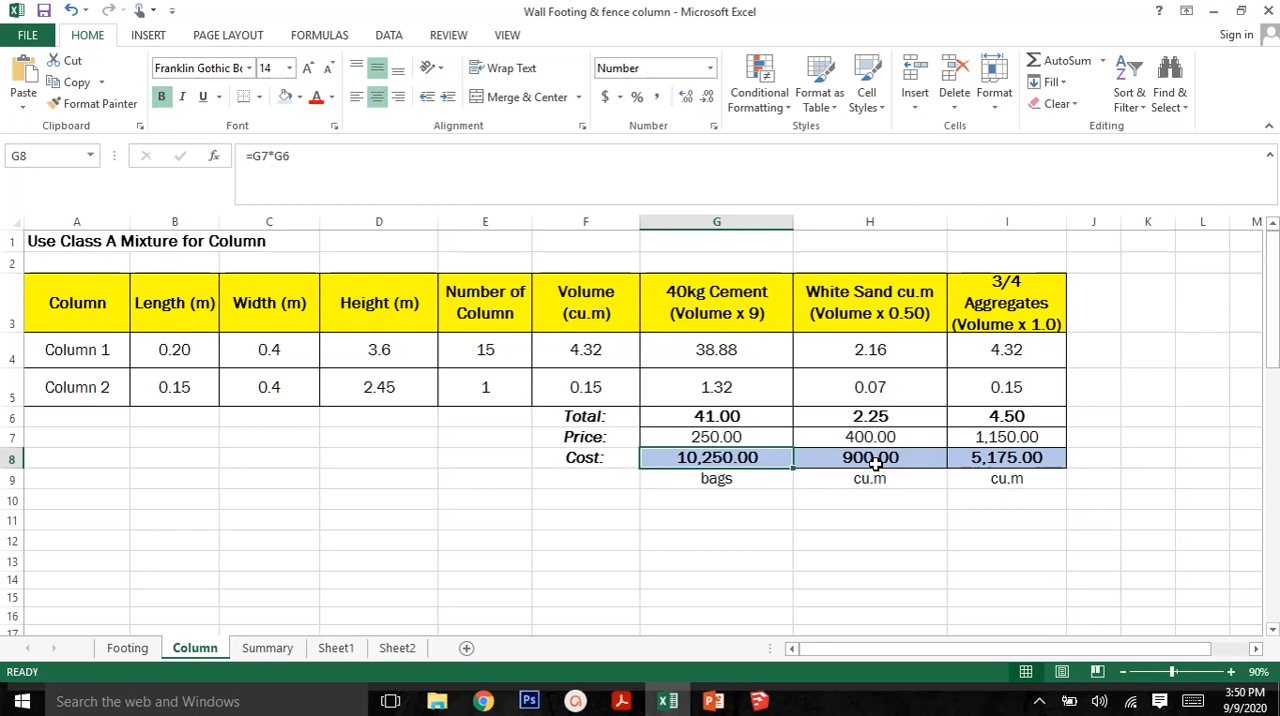 Wall Footing & fence column - Microsoft Excel
?
FILE HOME INSERT PAGE LAYOUT FORMULAS DATA REVIEW VIEW Sign in
Paste
Cut
Copy
Format Painter
Clipboard
Franklin Gothic Bo 14
B I U
Font
Wrap Text
Merge & Center
Alignment
Number
$ % ,
Number
Conditional Formatting
Format as Table
Cell Styles
Styles
Insert Delete Format
Cells
AutoSum
Fill
Clear
Sort & Filter
Find & Select
Editing
G8 fx =G7*G6
A B C D E F G H I J K L M
1 Use Class A Mixture for Column
2
3 Column Length (m) Width (m) Height (m) Number of Column Volume (cu.m) 40kg Cement (Volume x 9) White Sand cu.m (Volume x 0.50) 3/4 Aggregates (Volume x 1.0)
4 Column 1 0.20 0.4 3.6 15 4.32 38.88 2.16 4.32
5 Column 2 0.15 0.4 2.45 1 0.15 1.32 0.07 0.15
6 Total: 41.00 2.25 4.50
7 Price: 250.00 400.00 1,150.00
8 Cost: 10,250.00 900.00 5,175.00
9 bags cu.m cu.m
10
11
12
13
14
15
16
17
Footing Column Summary Sheet1 Sheet2
READY 90%
Search the web and Windows
3:50 PM
9/9/2020